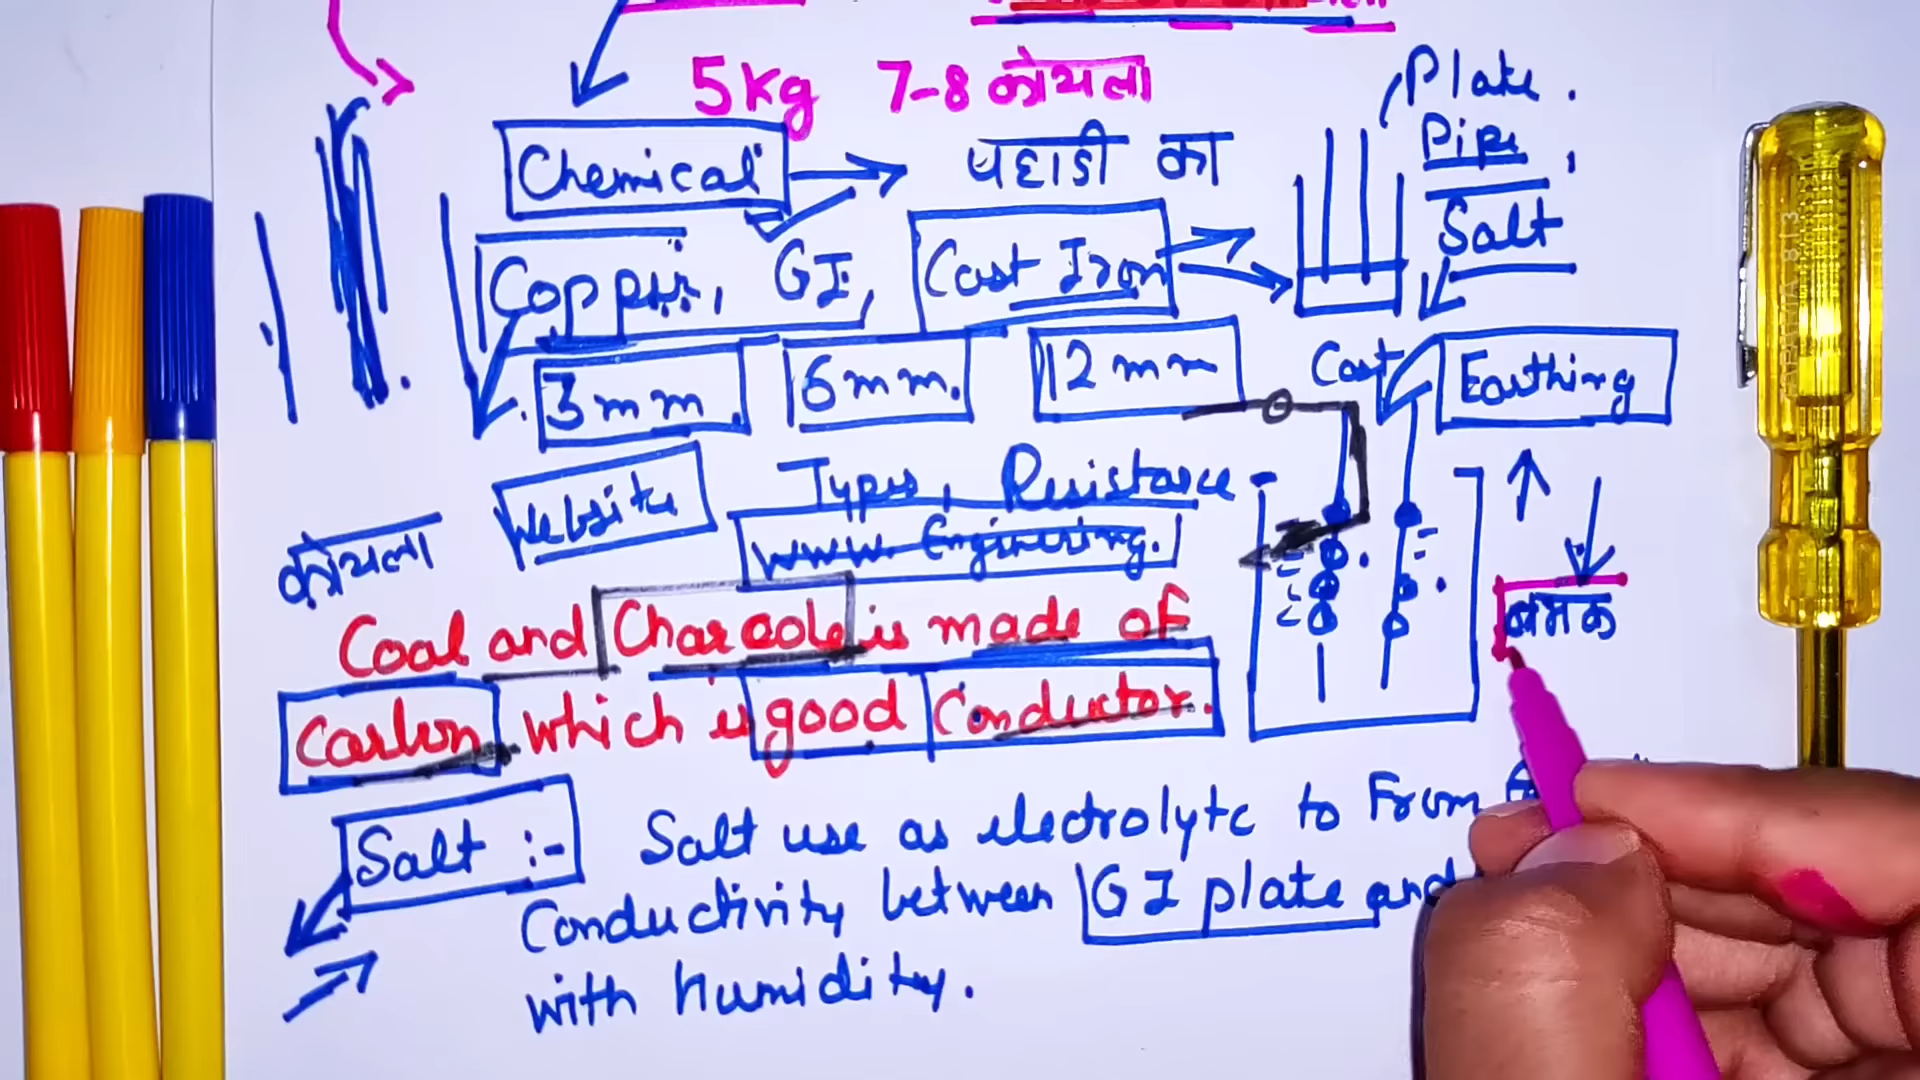 5Kg 7-8 कोयला
Plate.
Pipe,
Salt
Chemical
पहाडी का
Copper, GI, Cast Iron
3mm. 6mm. 12mm
Cast
Earthing
Website
Types, Resistance
www. Enginering.
कोयला
Coal and Charcole is made of
Carbon which is good Conductor.
नमक
Salt :- Salt use as electrolyte to From
Conductivity between GI plate and
with humidity.